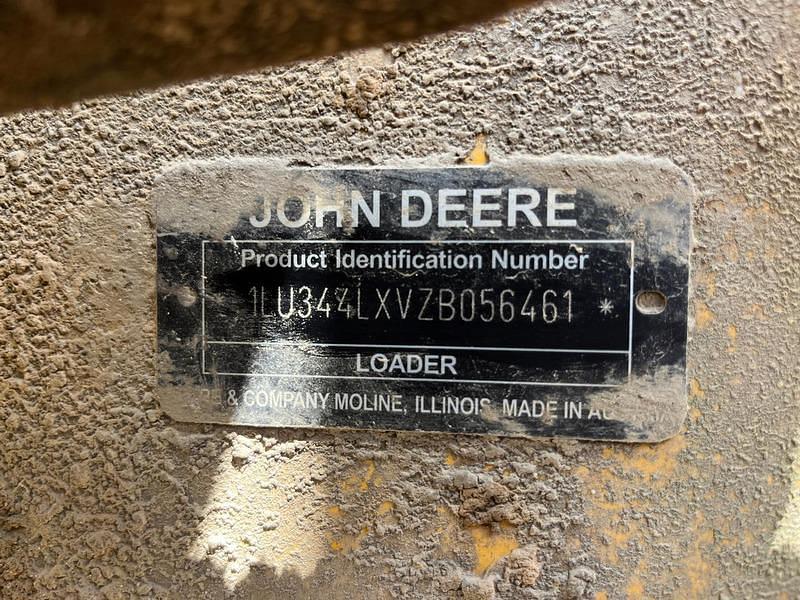 JOHN DEERE
Product Identification Number
1LU344LXVZB056461 *
LOADER
& COMPANY MOLINE, ILLINOIS MADE IN